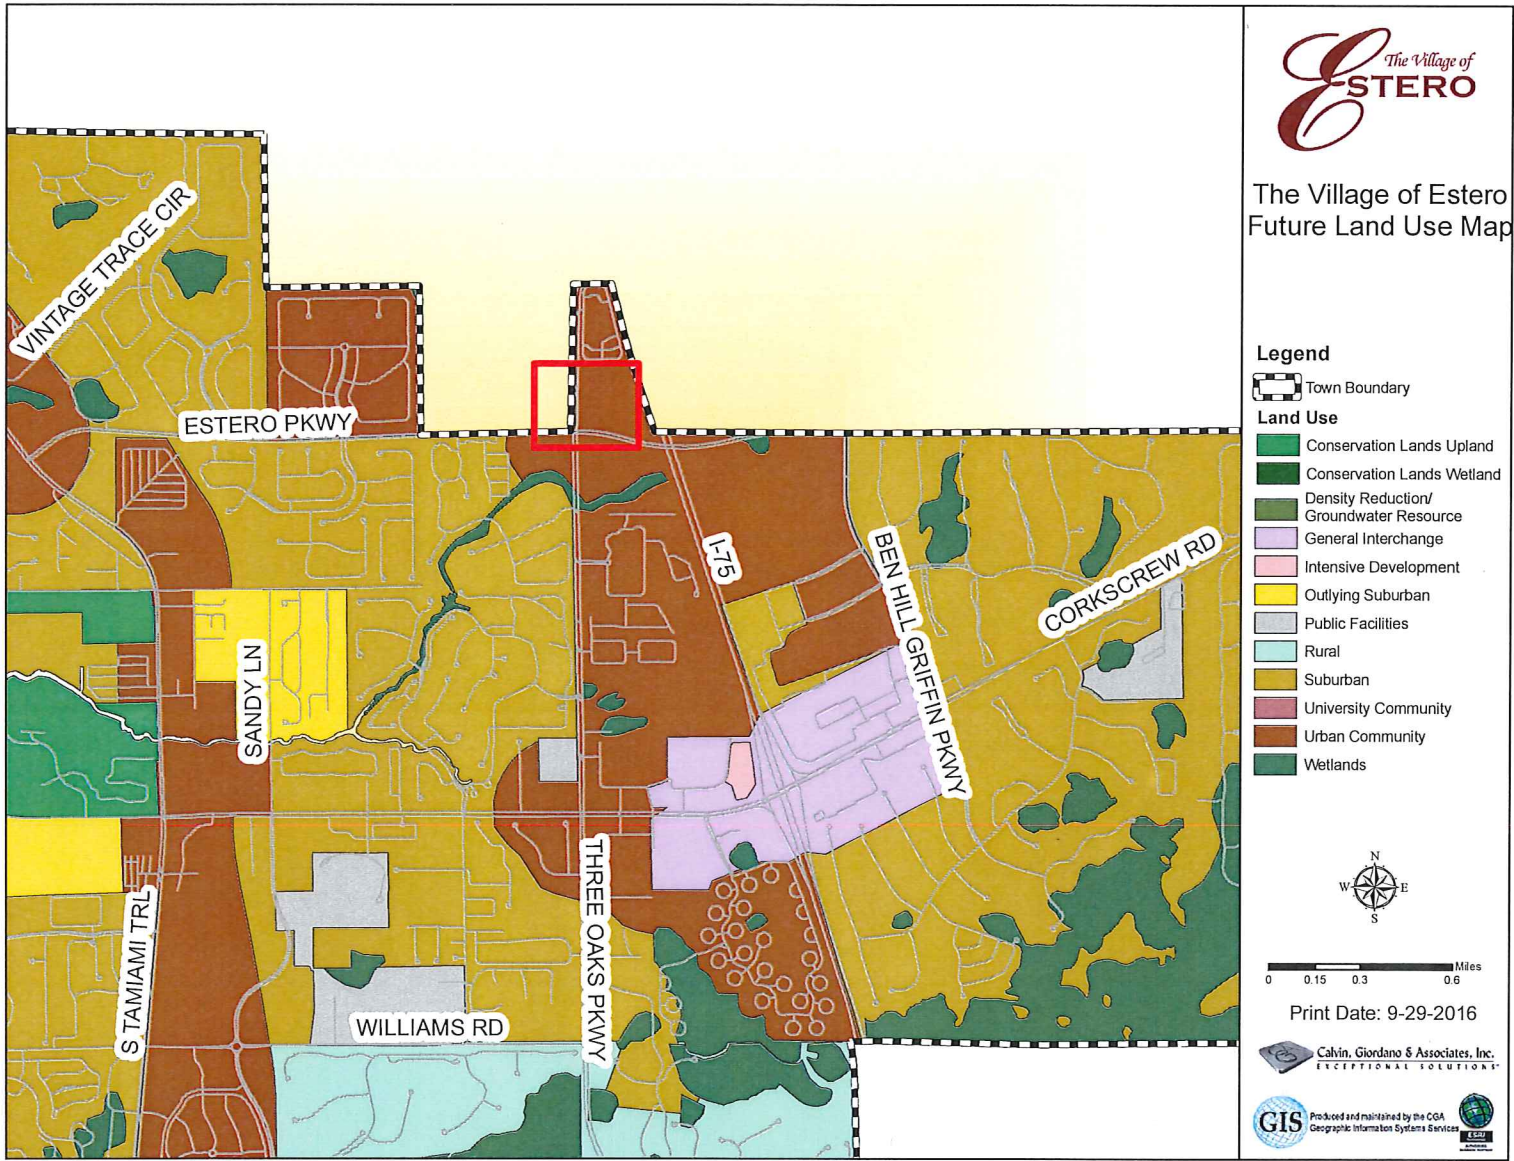 The Village of
ESTERO
The Village of Estero
Future Land Use Map
Legend
Town Boundary
Land Use
Conservation Lands Upland
Conservation Lands Wetland
Density Reduction/
Groundwater Resource
General Interchange
Intensive Development
Outlying Suburban
Public Facilities
Rural
Suburban
University Community
Urban Community
Wetlands
N
W E
S
Miles
0 0.15 0.3 0.6
Print Date: 9-29-2016
Calvin, Giordano & Associates, Inc.
EXCEPTIONAL SOLUTIONS
GIS
Produced and maintained by the CGA
Geographic Information Systems Services
ESRI
VINTAGE TRACE CIR
ESTERO PKWY
I-75
BEN HILL GRIFFIN PKWY
CORKSCREW RD
SANDY LN
THREE OAKS PKWY
S TAMIAMI TRL
WILLIAMS RD